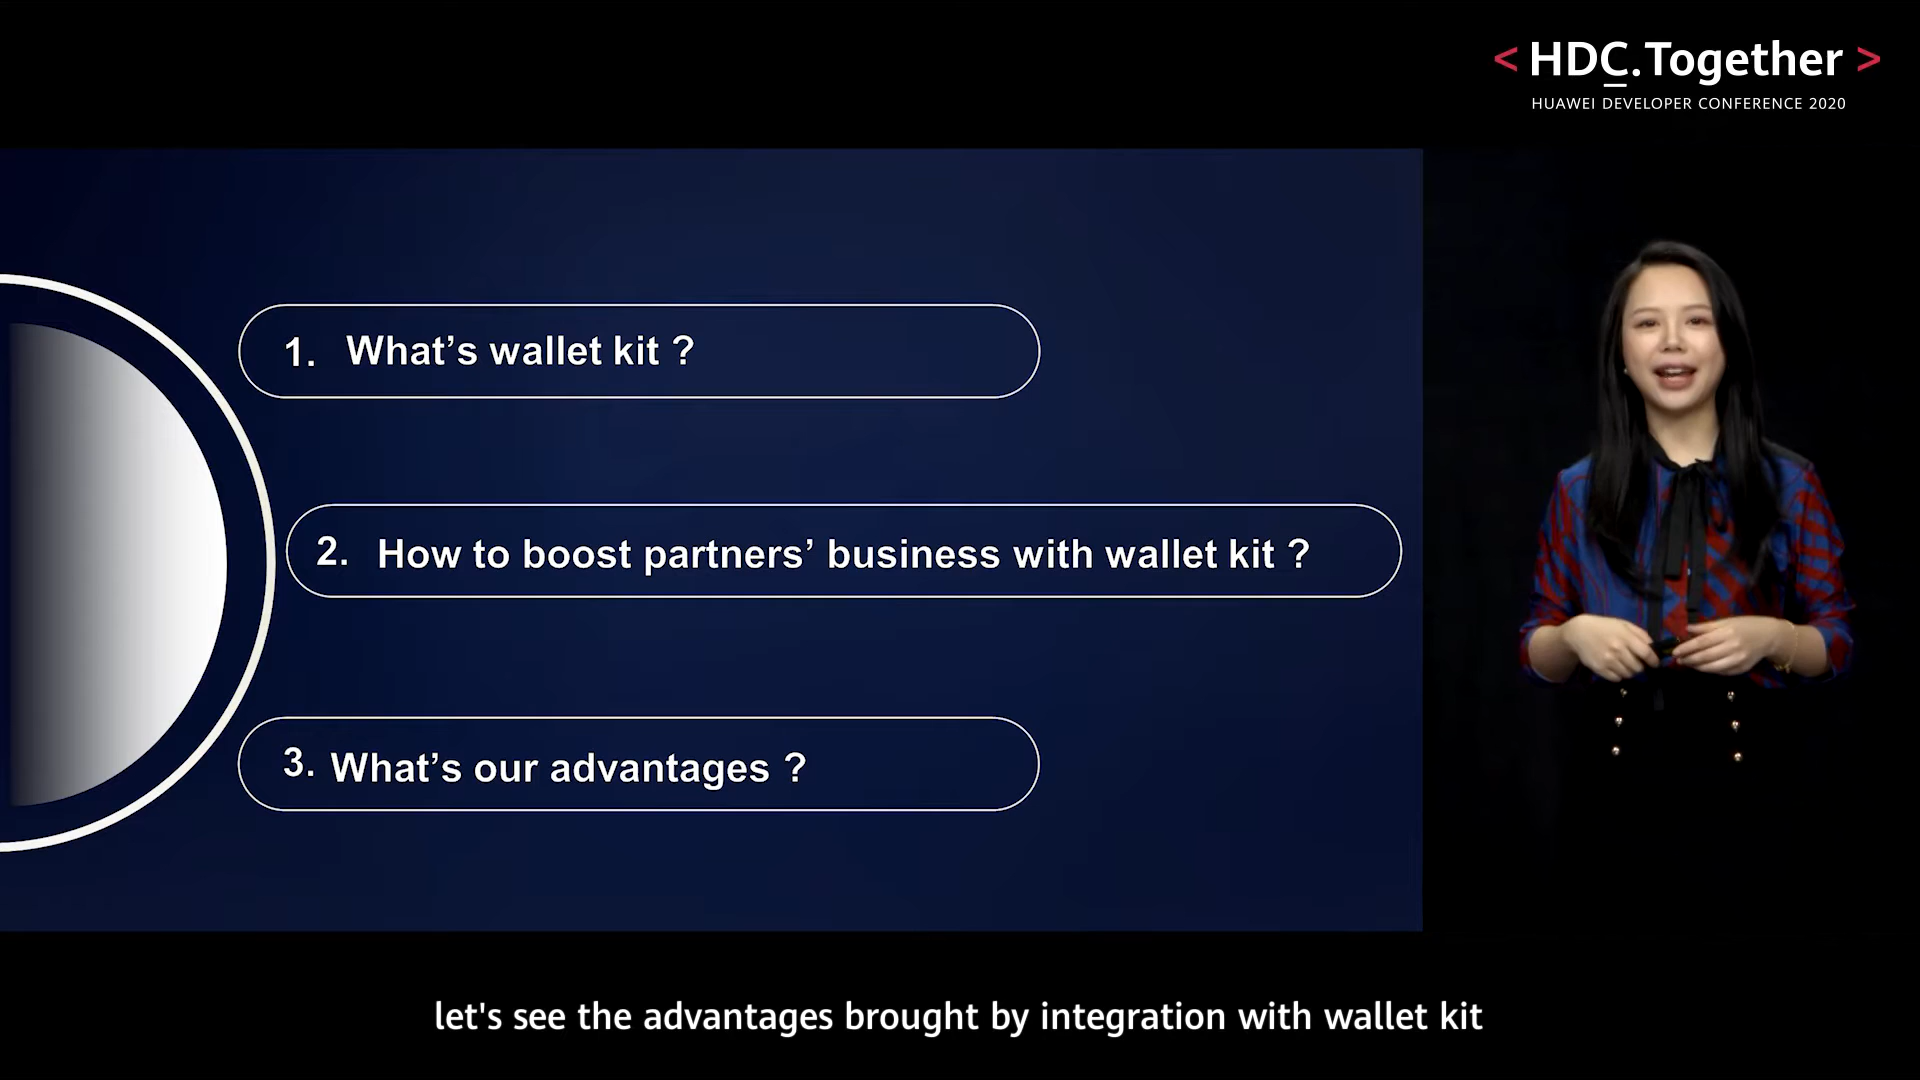 < HDC.Together >
HUAWEI DEVELOPER CONFERENCE 2020
1. What’s wallet kit ?
2. How to boost partners’ business with wallet kit ?
3. What’s our advantages ?
let's see the advantages brought by integration with wallet kit